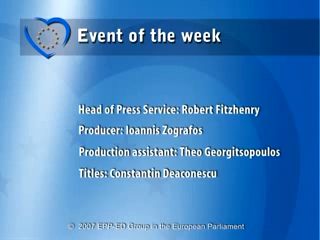 Event of the week
Head of Press Service: Robert Fitzhenry
Producer: Ioannis Zografos
Production assistant: Theo Georgitsopoulos
Titles: Constantin Deaconescu
© 2007 EPP-ED Group in the European Parliament